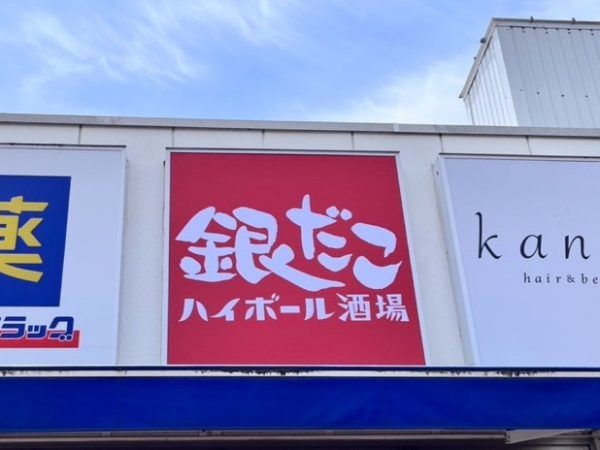 薬
ラッグ
銀だこ
ハイボール酒場
kan
hair&be